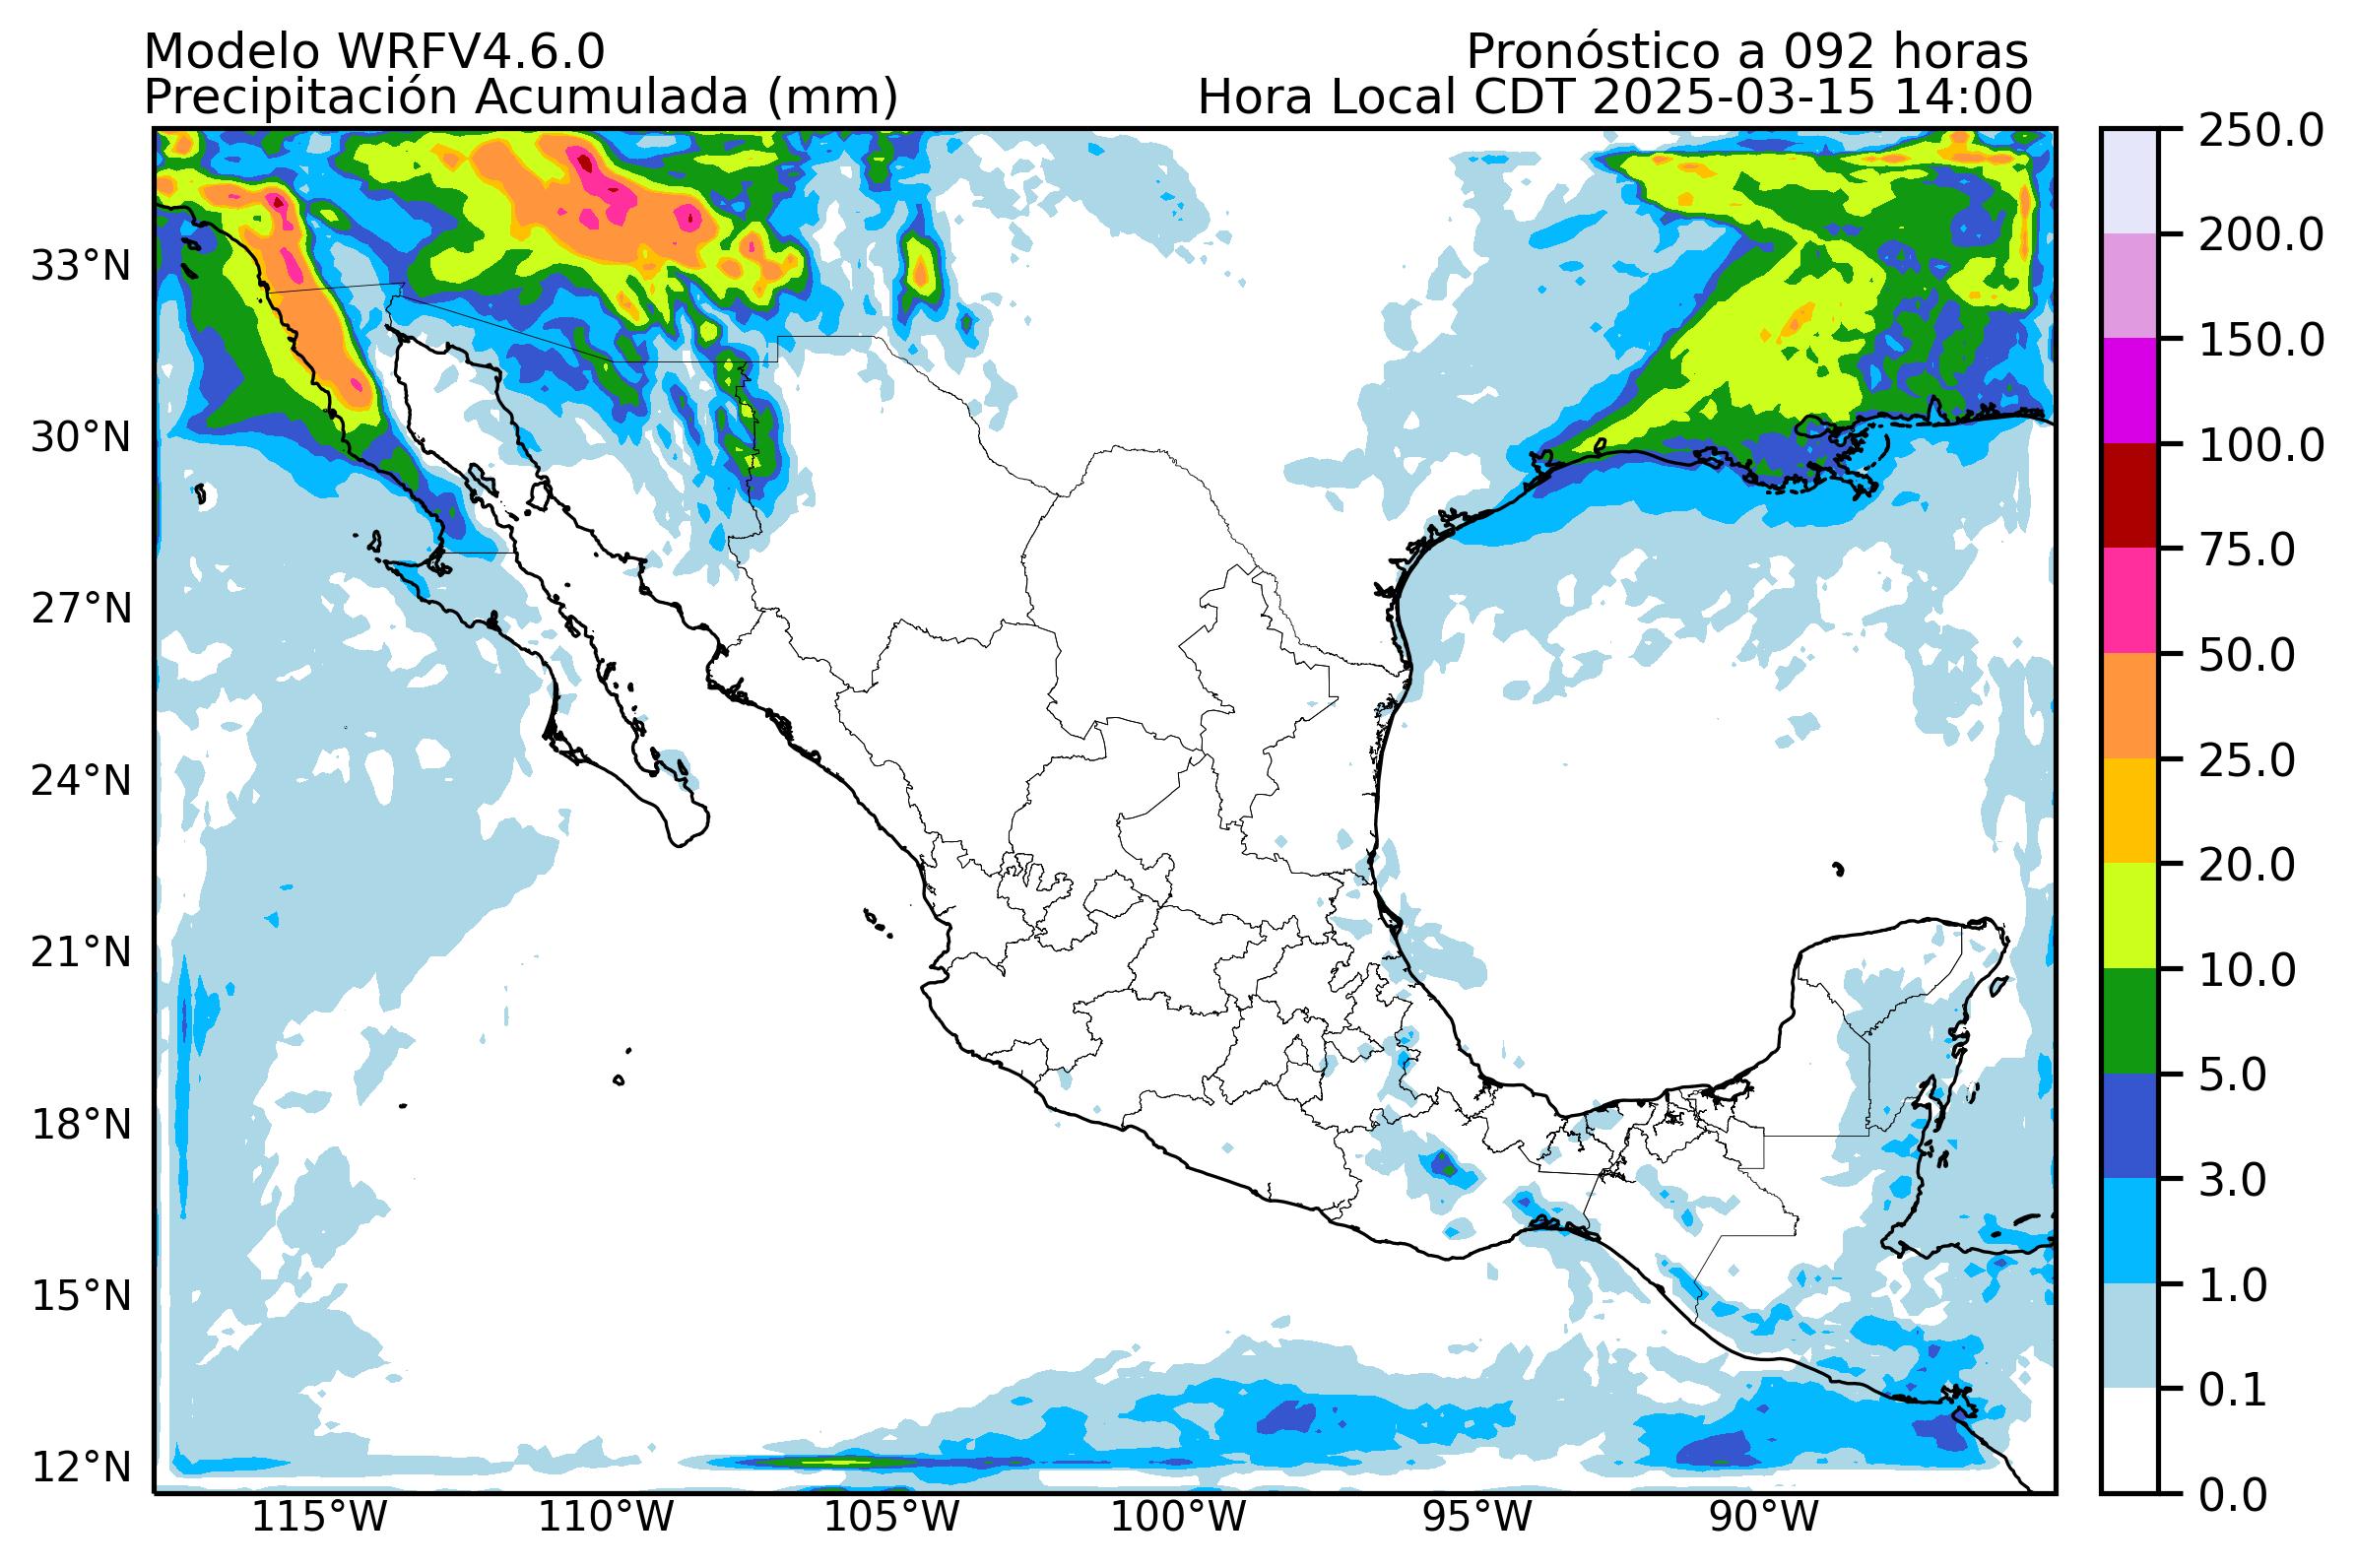 Modelo WRFV4.6.0
Pronóstico a 092 horas
Precipitación Acumulada (mm)
Hora Local CDT 2025-03-15 14:00
250.0
200.0
150.0
100.0
75.0
50.0
25.0
20.0
10.0
5.0
3.0
1.0
0.1
0.0
33°N
30°N
27°N
24°N
21°N
18°N
15°N
12°N
115°W
110°W
105°W
100°W
95°W
90°W